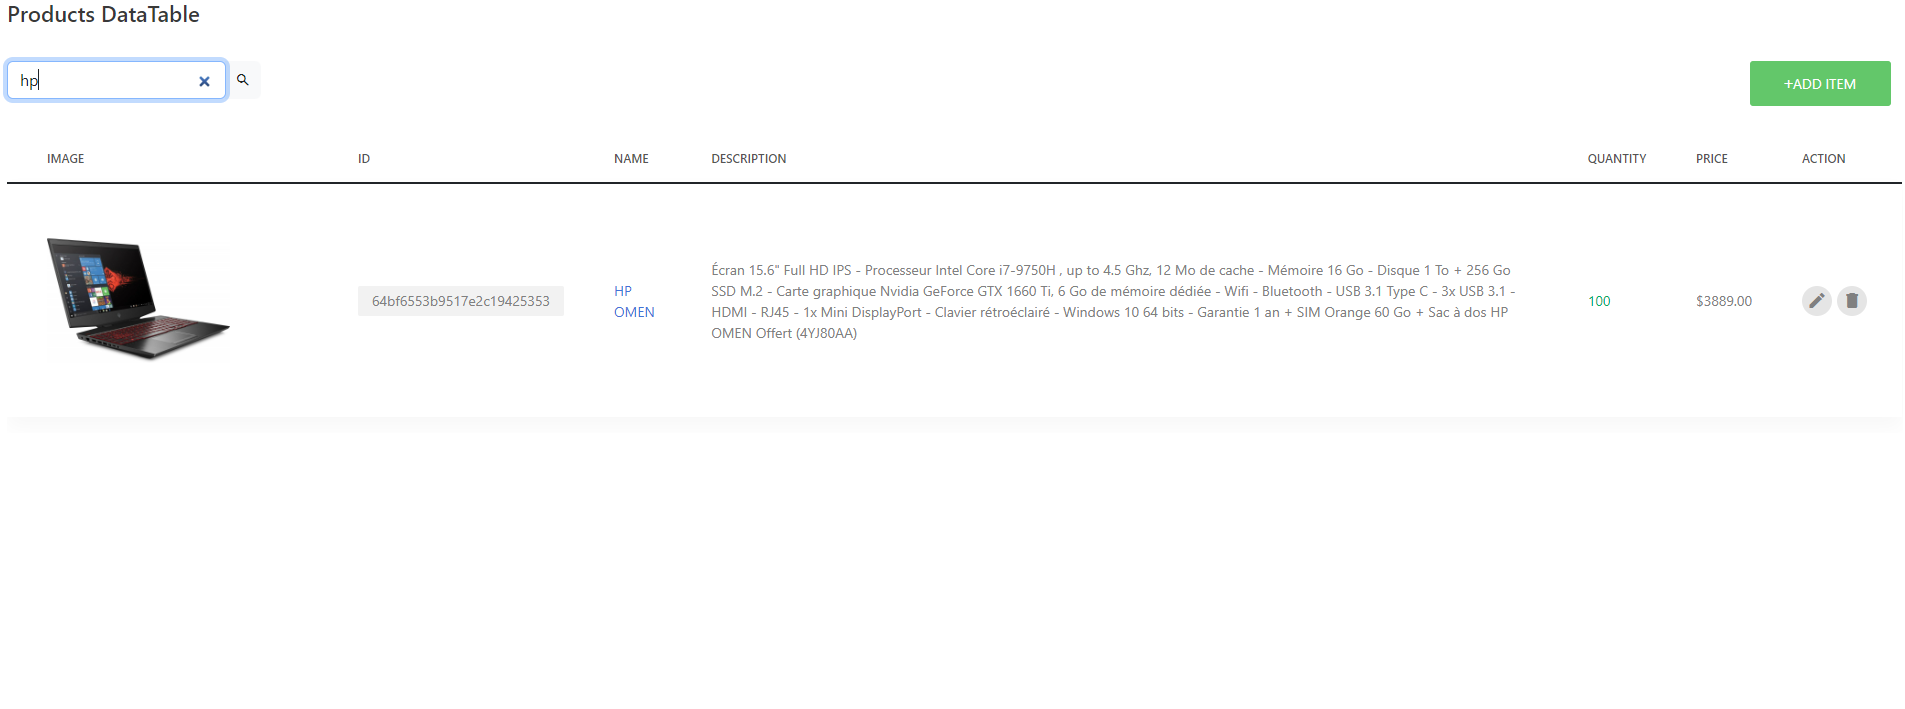 Products DataTable
hp
+ADD ITEM
IMAGE ID NAME DESCRIPTION QUANTITY PRICE ACTION
64bf6553b9517e2c19425353
HP
OMEN
Écran 15.6" Full HD IPS - Processeur Intel Core i7-9750H , up to 4.5 Ghz, 12 Mo de cache - Mémoire 16 Go - Disque 1 To + 256 Go
SSD M.2 - Carte graphique Nvidia GeForce GTX 1660 Ti, 6 Go de mémoire dédiée - Wifi - Bluetooth - USB 3.1 Type C - 3x USB 3.1 -
HDMI - RJ45 - 1x Mini DisplayPort - Clavier rétroéclairé - Windows 10 64 bits - Garantie 1 an + SIM Orange 60 Go + Sac à dos HP
OMEN Offert (4YJ80AA)
100
$3889.00